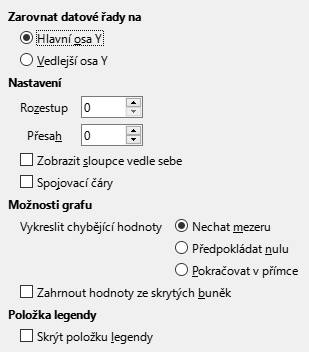 Zarovnat datové řady na
Hlavní osa Y
Vedlejší osa Y
Nastavení
Rozestup 0
Přesah 0
Zobrazit sloupce vedle sebe
Spojovací čáry
Možnosti grafu
Vykreslit chybějící hodnoty Nechat mezeru
Předpokládat nulu
Pokračovat v přímce
Zahrnout hodnoty ze skrytých buněk
Položka legendy
Skrýt položku legendy